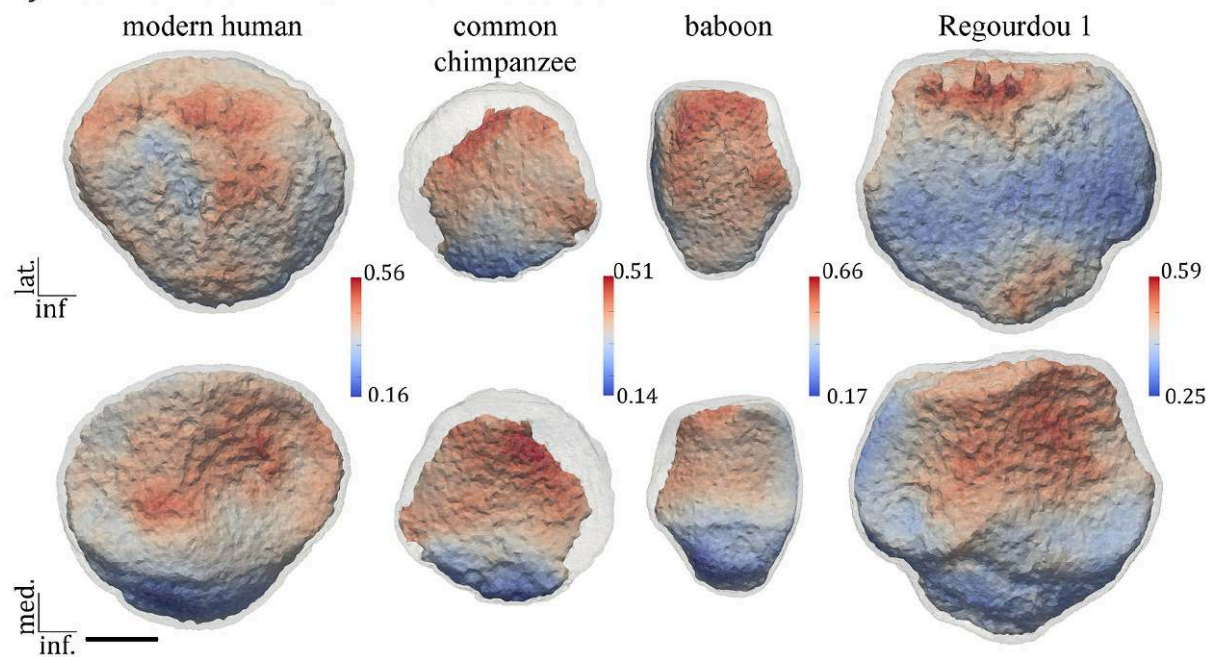 modern human
common
chimpanzee
baboon
Regourdou 1
lat.
inf
0.56
0.16
0.51
0.14
0.66
0.17
0.59
0.25
med.
inf.